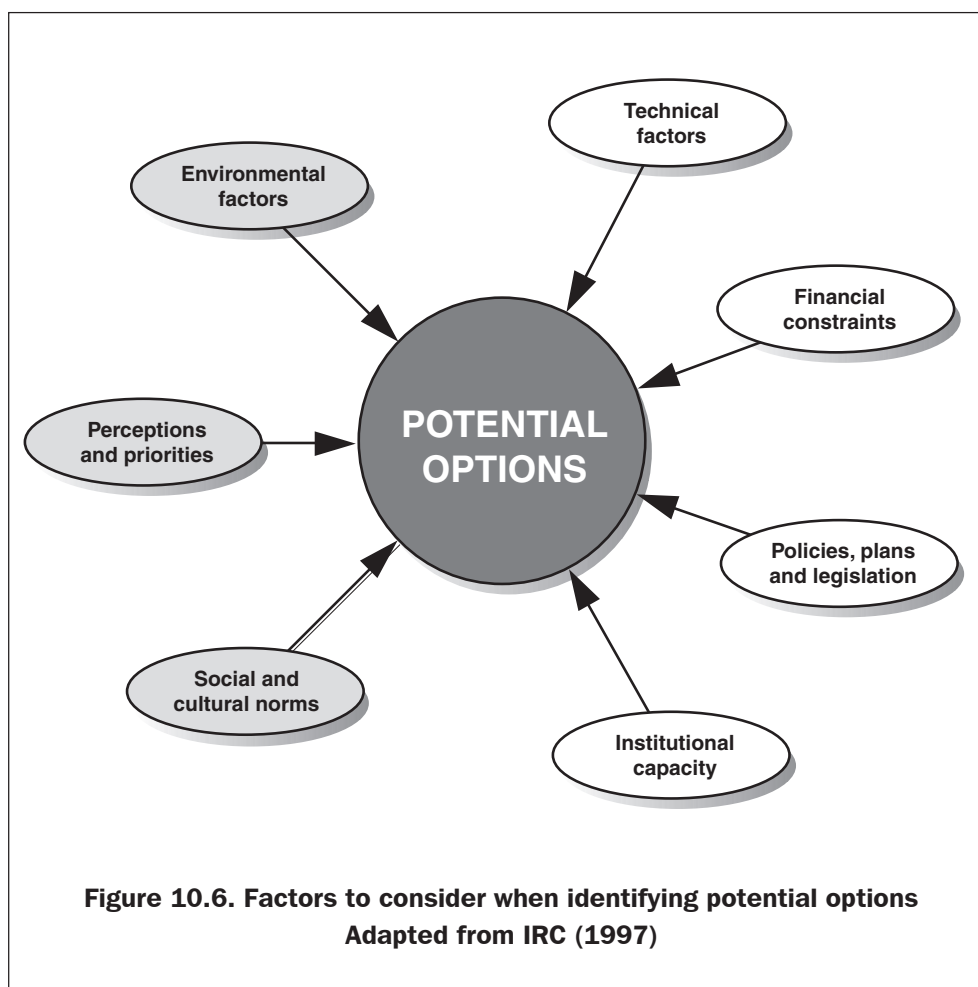 Technical
factors
Environmental
factors
Financial
constraints
POTENTIAL
OPTIONS
Perceptions
and priorities
Policies, plans
and legislation
Social and
cultural norms
Institutional
capacity
Figure 10.6. Factors to consider when identifying potential options
Adapted from IRC (1997)